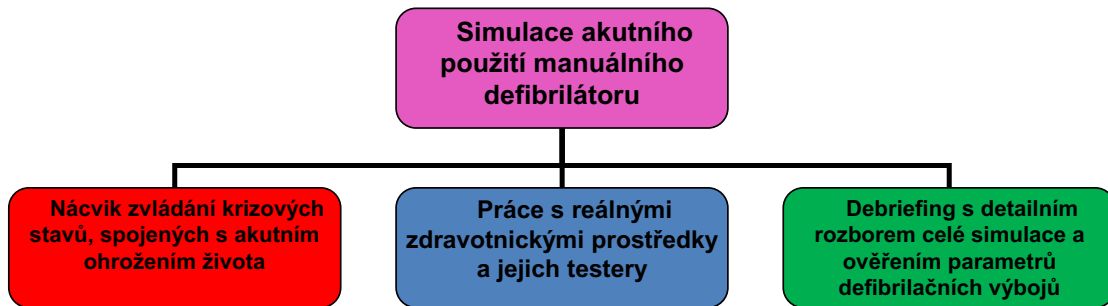 Simulace akutního
použití manuálního
defibrilátoru
Nácvik zvládání krizových
stavů, spojených s akutním
ohrožením života
Práce s reálnými
zdravotnickými prostředky
a jejich testery
Debriefing s detailním
rozborem celé simulace a
ověřením parametrů
defibrilačních výbojů